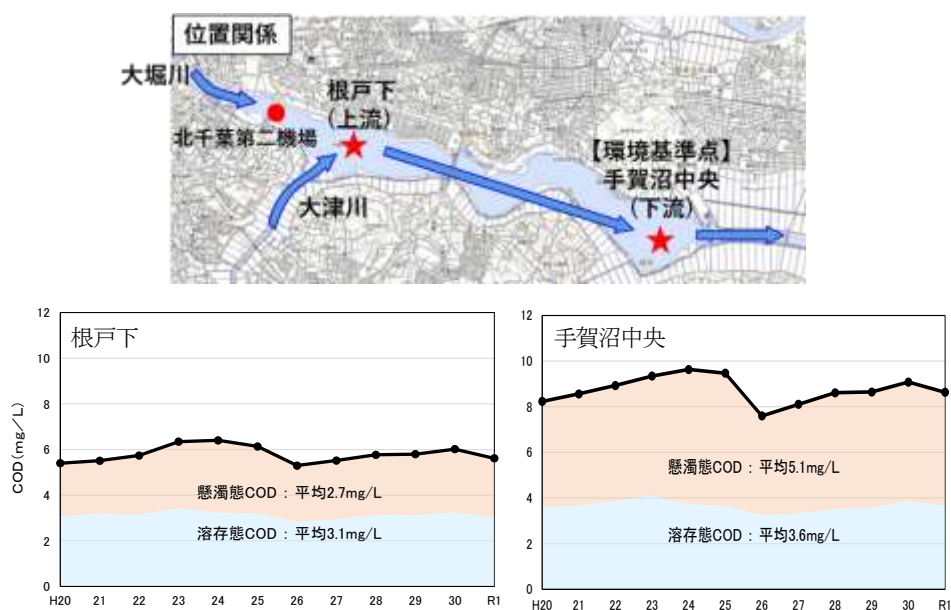 位置関係
大堀川
根戸下
(上流)
北千葉第二機場
【環境基準点】
手賀沼中央
(下流)
大津川
根戸下
COD(mg/L)
12
10
8
6
4
2
0
懸濁態COD：平均2.7mg/L
溶存態COD：平均3.1mg/L
H20 21 22 23 24 25 26 27 28 29 30 R1
手賀沼中央
12
10
8
6
4
2
0
懸濁態COD：平均5.1mg/L
溶存態COD：平均3.6mg/L
H20 21 22 23 24 25 26 27 28 29 30 R1